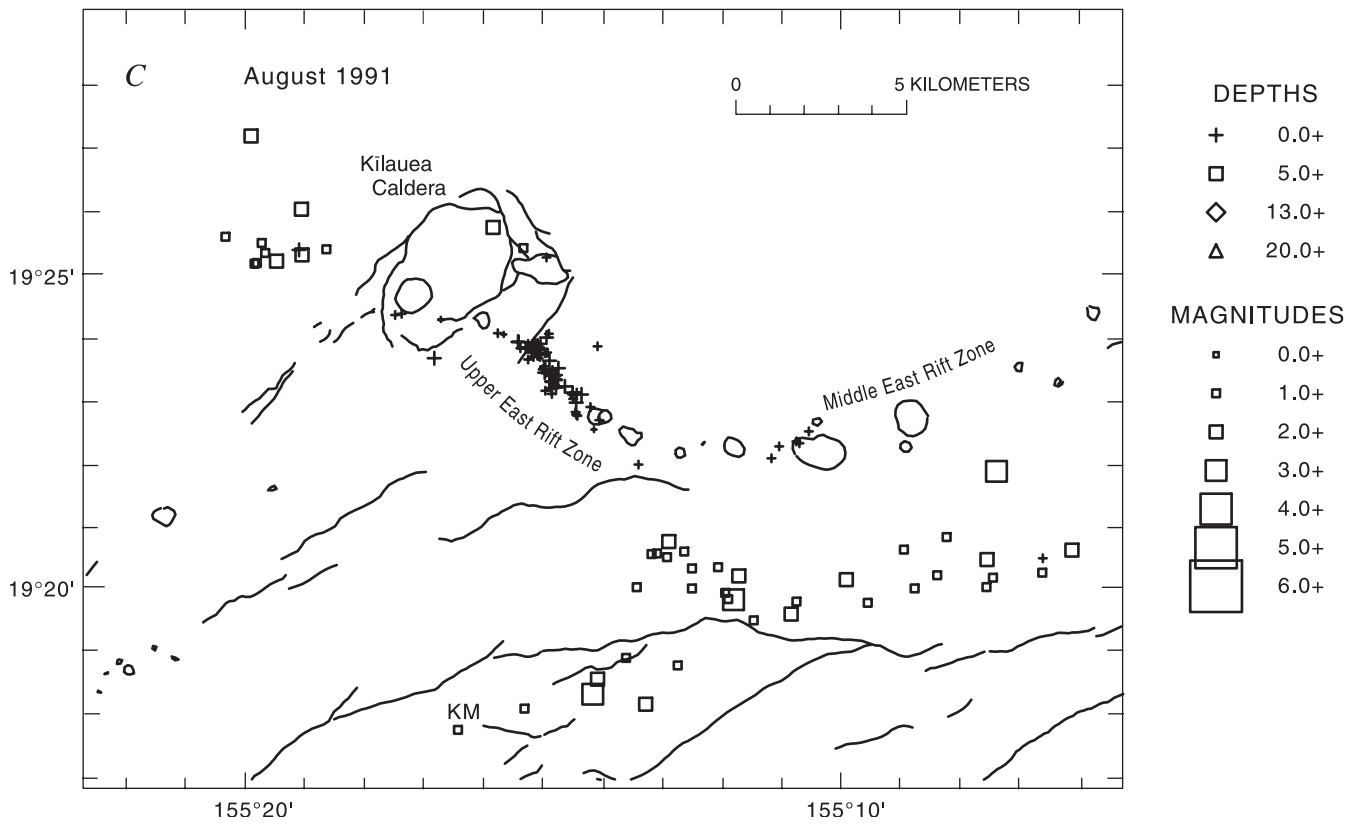 C August 1991
0 5 KILOMETERS
Kīlauea
Caldera
Upper East Rift Zone
Middle East Rift Zone
KM
19°25'
19°20'
155°20' 155°10'
DEPTHS
0.0+
5.0+
13.0+
20.0+
MAGNITUDES
0.0+
1.0+
2.0+
3.0+
4.0+
5.0+
6.0+